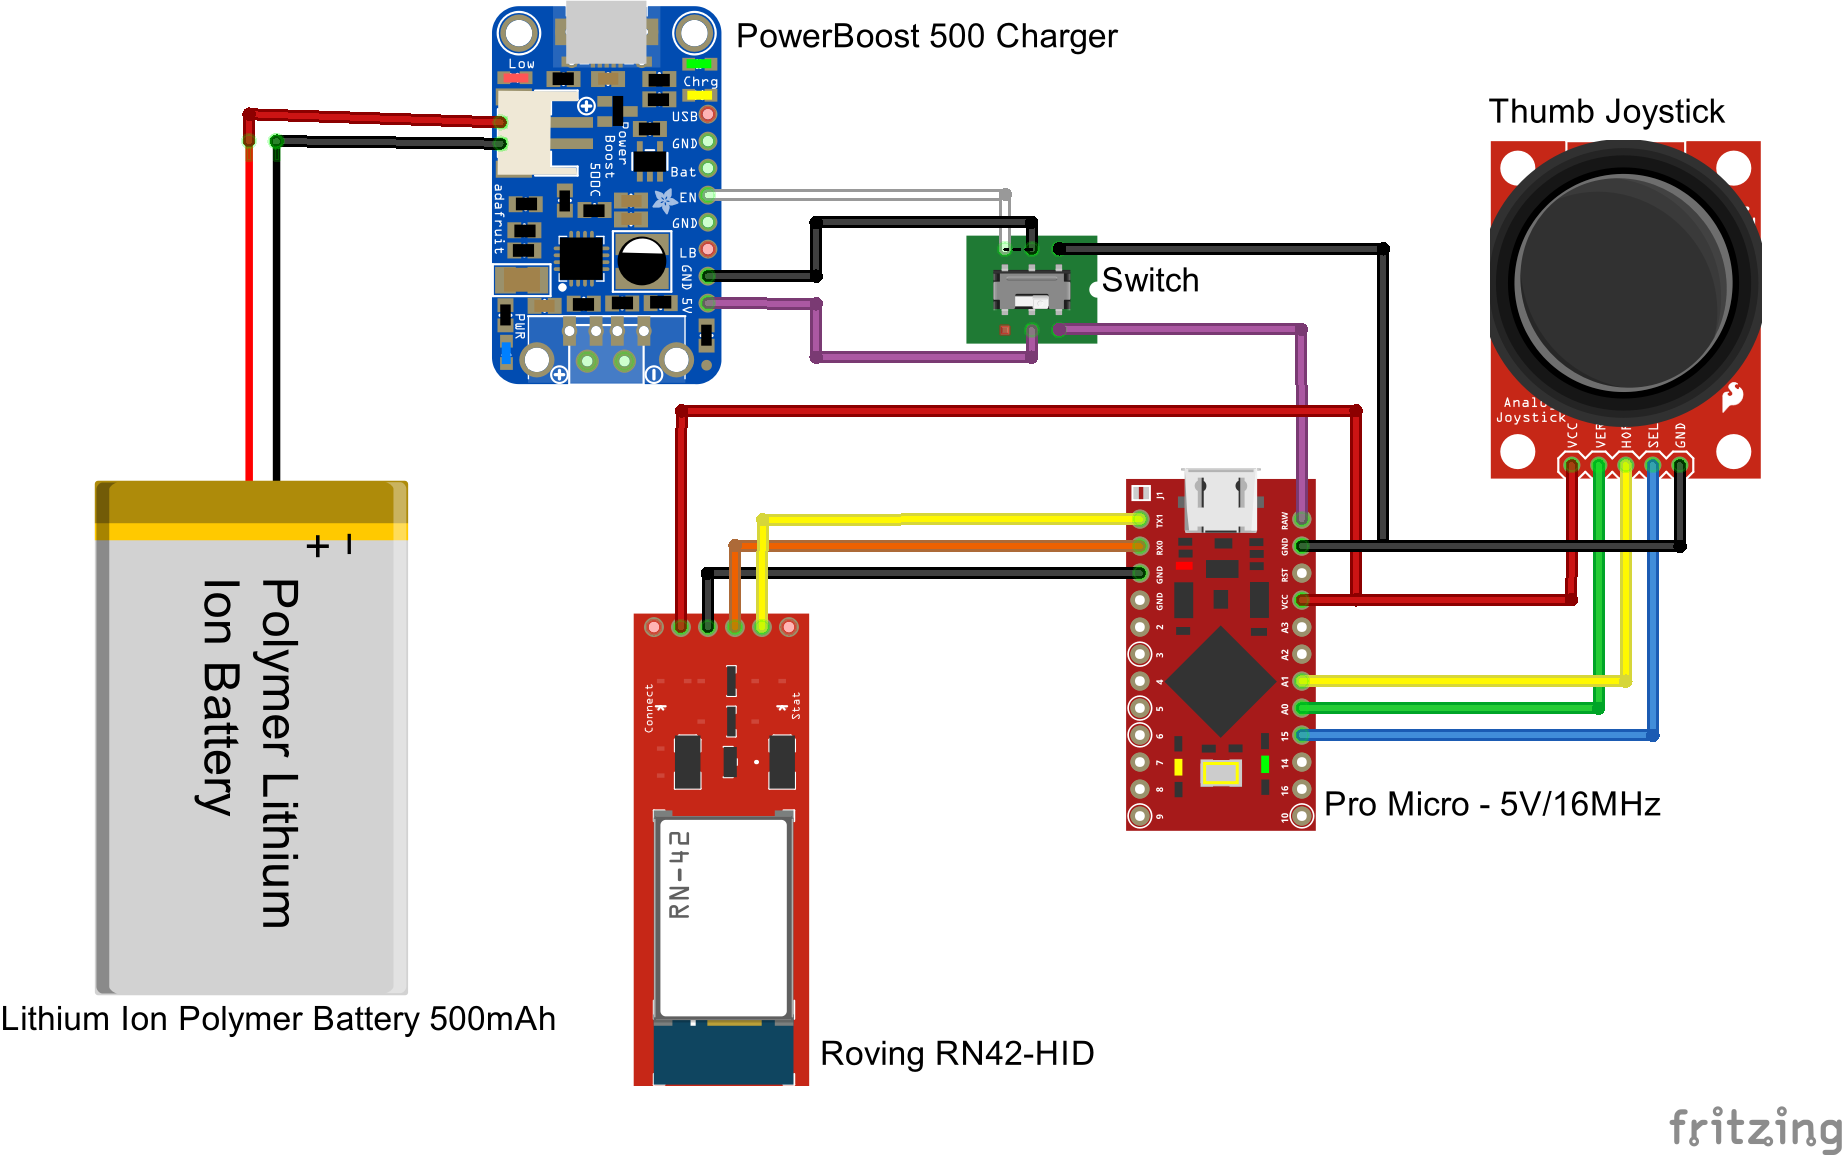 PowerBoost 500 Charger
Low
Chrg
USB
GND
Bat
EN
GND
LB
GND
5V
Power
Boost
500C
adafruit
PWR
Switch
Thumb Joystick
Joystick
VCC
SEL
GND
+ -
Polymer Lithium
Ion Battery
Lithium Ion Polymer Battery 500mAh
J1
TX1
RX0
GND
GND
2
3
4
5
6
7
8
9
RAW
GND
RST
VCC
A3
A2
A1
A0
15
14
16
10
Pro Micro - 5V/16MHz
Connect
Stat
RN-42
Roving RN42-HID
fritzing